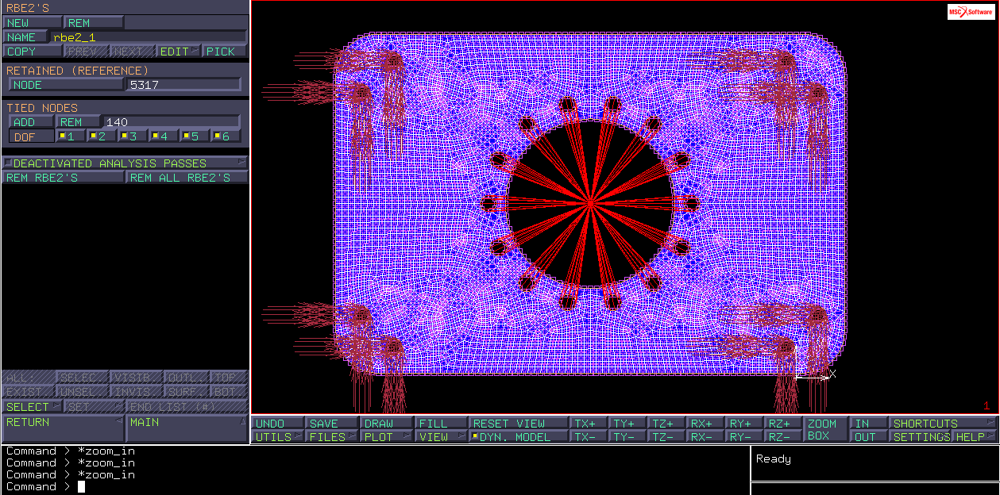 RBE2'S
NEW REM
NAME rbe2_1
COPY PREV NEXT EDIT PICK
RETAINED (REFERENCE)
NODE 5317
TIED NODES
ADD REM 140
DOF 1 2 3 4 5 6
DEACTIVATED ANALYSIS PASSES
REM RBE2'S REM ALL RBE2'S
ALL: SELEC. VISIB. OUTL. TOP
EXIST. UNSEL. INVIS. SURF. BOT
SELECT SET END LIST (#)
RETURN MAIN
MSC Software
X
1
UNDO SAVE DRAW FILL RESET VIEW TX+ TY+ TZ+ RX+ RY+ RZ+ ZOOM IN SHORTCUTS
UTILS FILES PLOT VIEW DYN. MODEL TX- TY- TZ- RX- RY- RZ- BOX OUT SETTINGS HELP
Command > *zoom_in
Command > *zoom_in
Command > *zoom_in
Command >
Ready